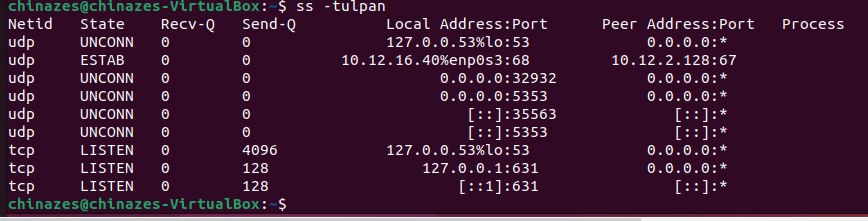 chinazes@chinazes-VirtualBox:~$ ss -tulpan
Netid State Recv-Q Send-Q Local Address:Port Peer Address:Port Process
udp UNCONN 0 0 127.0.0.53%lo:53 0.0.0.0:*
udp ESTAB 0 0 10.12.16.40%enp0s3:68 10.12.2.128:67
udp UNCONN 0 0 0.0.0.0:32932 0.0.0.0:*
udp UNCONN 0 0 0.0.0.0:5353 0.0.0.0:*
udp UNCONN 0 0 [::]:35563 [::]:*
udp UNCONN 0 0 [::]:5353 [::]:*
tcp LISTEN 0 4096 127.0.0.53%lo:53 0.0.0.0:*
tcp LISTEN 0 128 127.0.0.1:631 0.0.0.0:*
tcp LISTEN 0 128 [::1]:631 [::]:*
chinazes@chinazes-VirtualBox:~$